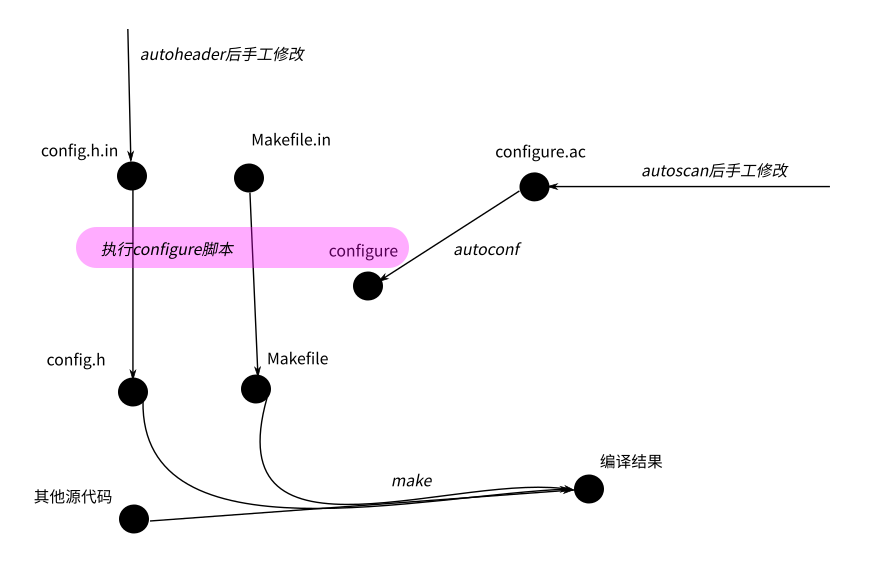 autoheader后手工修改
config.h.in
Makefile.in
configure.ac
autoscan后手工修改
执行configure脚本
configure
autoconf
config.h
Makefile
编译结果
make
其他源代码